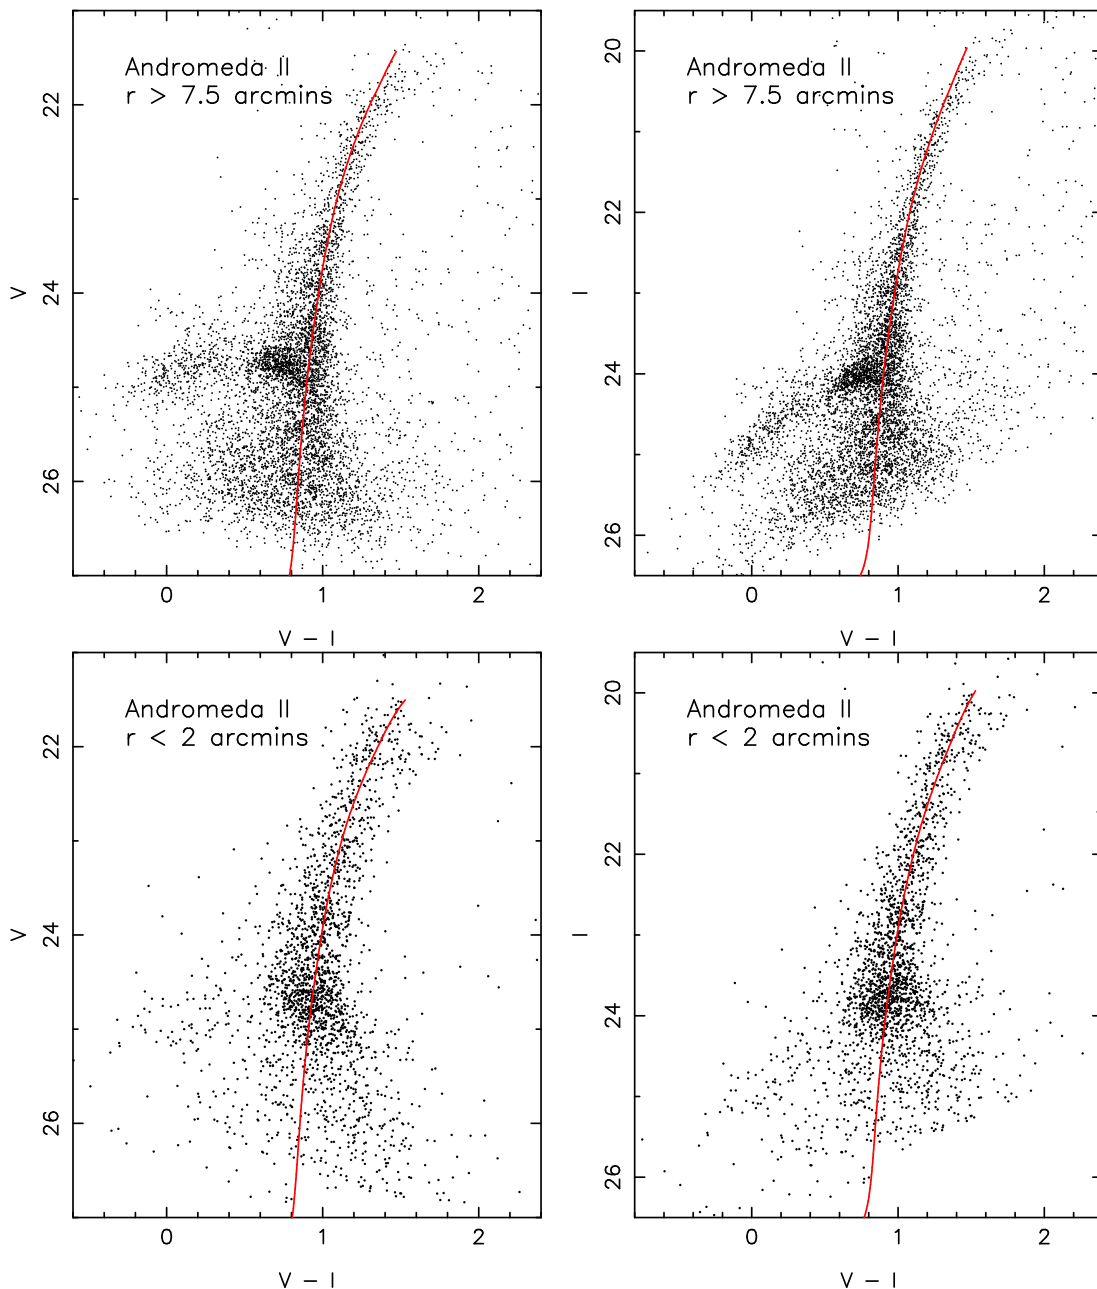 Andromeda II
r > 7.5 arcmins
22
24
26
V
0
1
2
V – I
Andromeda II
r > 7.5 arcmins
20
22
24
26
I
0
1
2
V – I
Andromeda II
r < 2 arcmins
22
24
26
V
0
1
2
V – I
Andromeda II
r < 2 arcmins
20
22
24
26
I
0
1
2
V – I